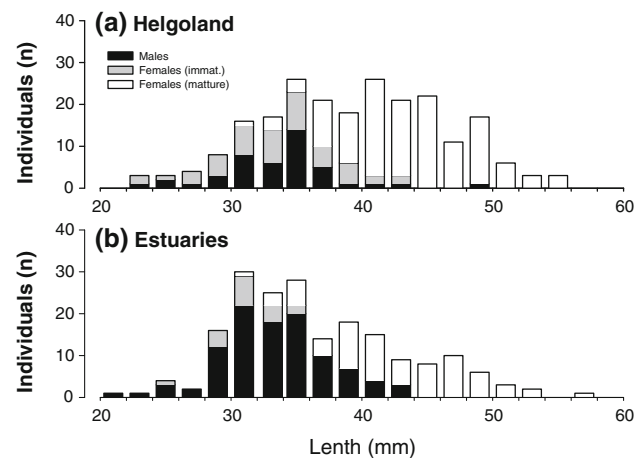 (a) Helgoland
40
30
20
10
0
Individuals (n)
Males
Females (immat.)
Females (matture)
20 30 40 50 60
(b) Estuaries
40
30
20
10
0
Individuals (n)
20 30 40 50 60
Lenth (mm)